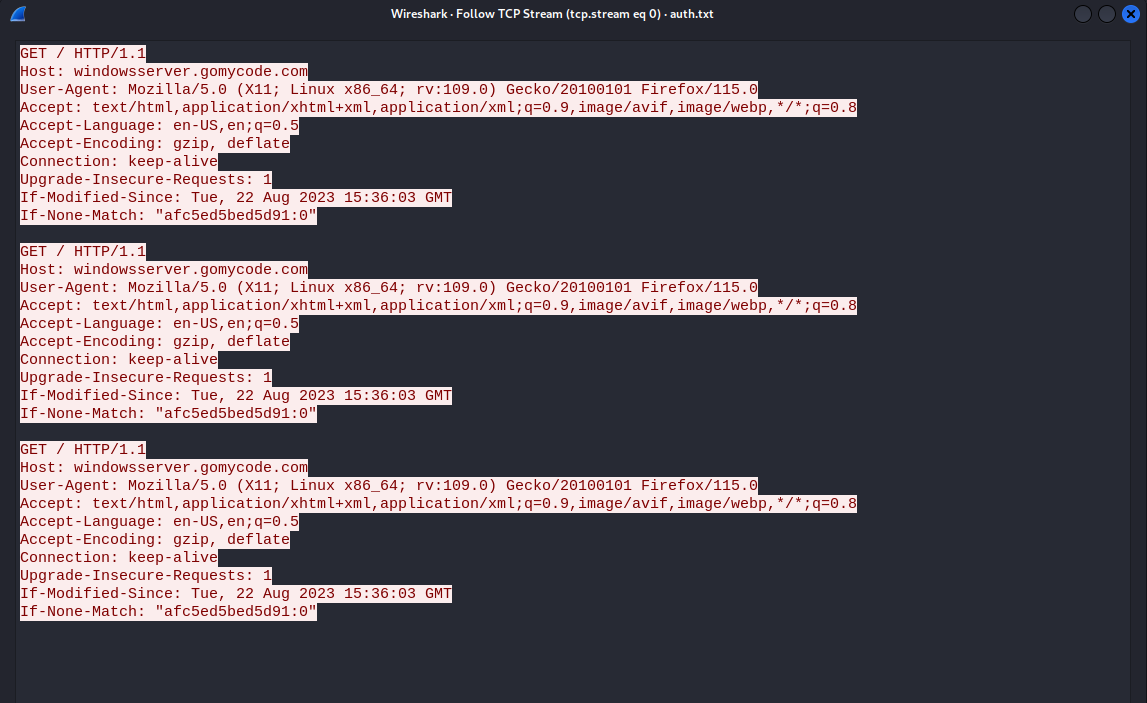 Wireshark · Follow TCP Stream (tcp.stream eq 0) · auth.txt
GET / HTTP/1.1
Host: windowsserver.gomycode.com
User-Agent: Mozilla/5.0 (X11; Linux x86_64; rv:109.0) Gecko/20100101 Firefox/115.0
Accept: text/html,application/xhtml+xml,application/xml;q=0.9,image/avif,image/webp,*/*;q=0.8
Accept-Language: en-US,en;q=0.5
Accept-Encoding: gzip, deflate
Connection: keep-alive
Upgrade-Insecure-Requests: 1
If-Modified-Since: Tue, 22 Aug 2023 15:36:03 GMT
If-None-Match: "afc5ed5bed5d91:0"

GET / HTTP/1.1
Host: windowsserver.gomycode.com
User-Agent: Mozilla/5.0 (X11; Linux x86_64; rv:109.0) Gecko/20100101 Firefox/115.0
Accept: text/html,application/xhtml+xml,application/xml;q=0.9,image/avif,image/webp,*/*;q=0.8
Accept-Language: en-US,en;q=0.5
Accept-Encoding: gzip, deflate
Connection: keep-alive
Upgrade-Insecure-Requests: 1
If-Modified-Since: Tue, 22 Aug 2023 15:36:03 GMT
If-None-Match: "afc5ed5bed5d91:0"

GET / HTTP/1.1
Host: windowsserver.gomycode.com
User-Agent: Mozilla/5.0 (X11; Linux x86_64; rv:109.0) Gecko/20100101 Firefox/115.0
Accept: text/html,application/xhtml+xml,application/xml;q=0.9,image/avif,image/webp,*/*;q=0.8
Accept-Language: en-US,en;q=0.5
Accept-Encoding: gzip, deflate
Connection: keep-alive
Upgrade-Insecure-Requests: 1
If-Modified-Since: Tue, 22 Aug 2023 15:36:03 GMT
If-None-Match: "afc5ed5bed5d91:0"